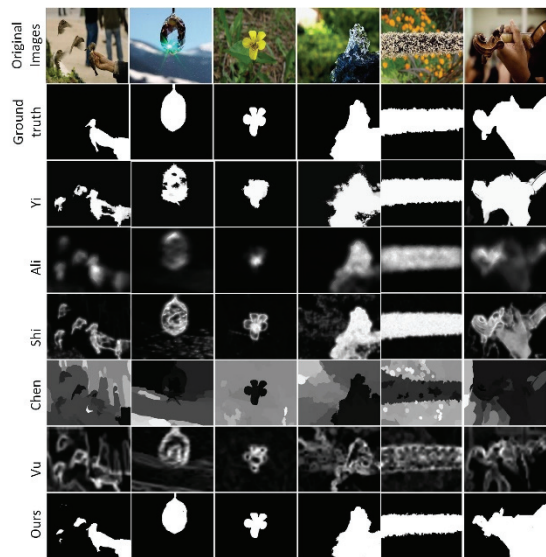 Original
Images
Ground
truth
Yi
Ali
Shi
Chen
Vu
Ours